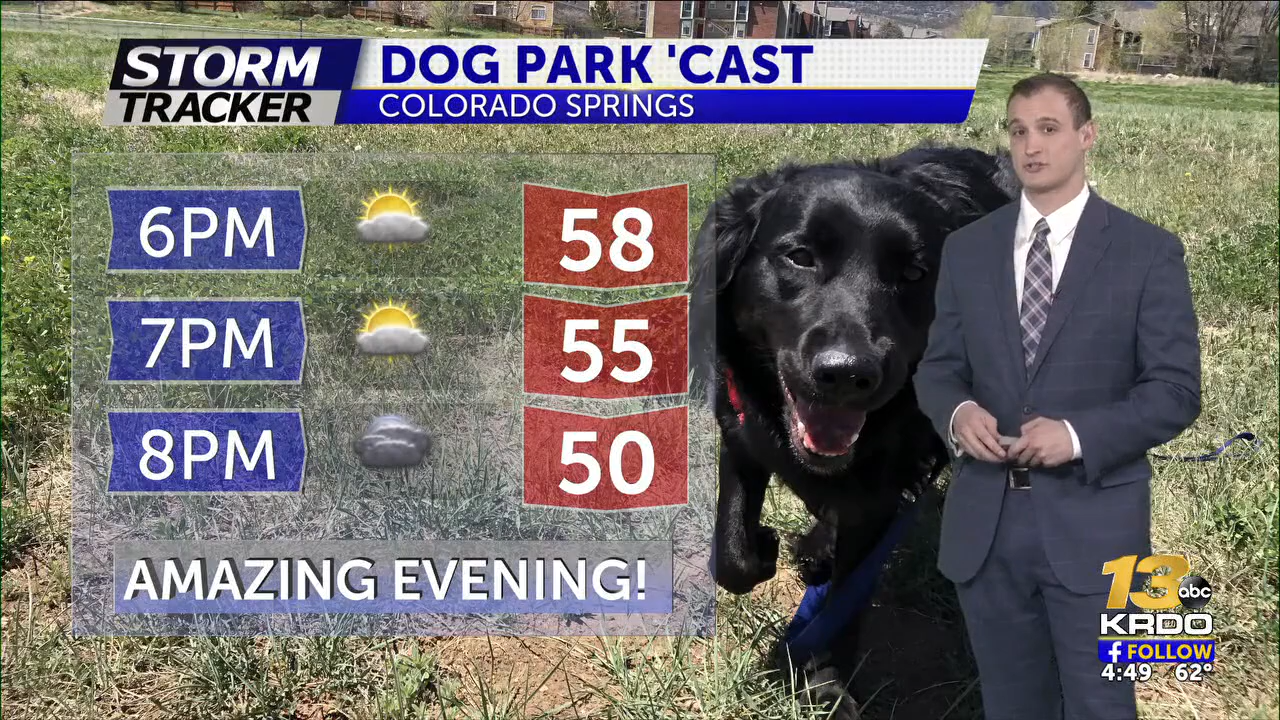 STORM
TRACKER
DOG PARK 'CAST
COLORADO SPRINGS
6PM 58
7PM 55
8PM 50
AMAZING EVENING!
13 abc
KRDO
f FOLLOW
4:49 62°